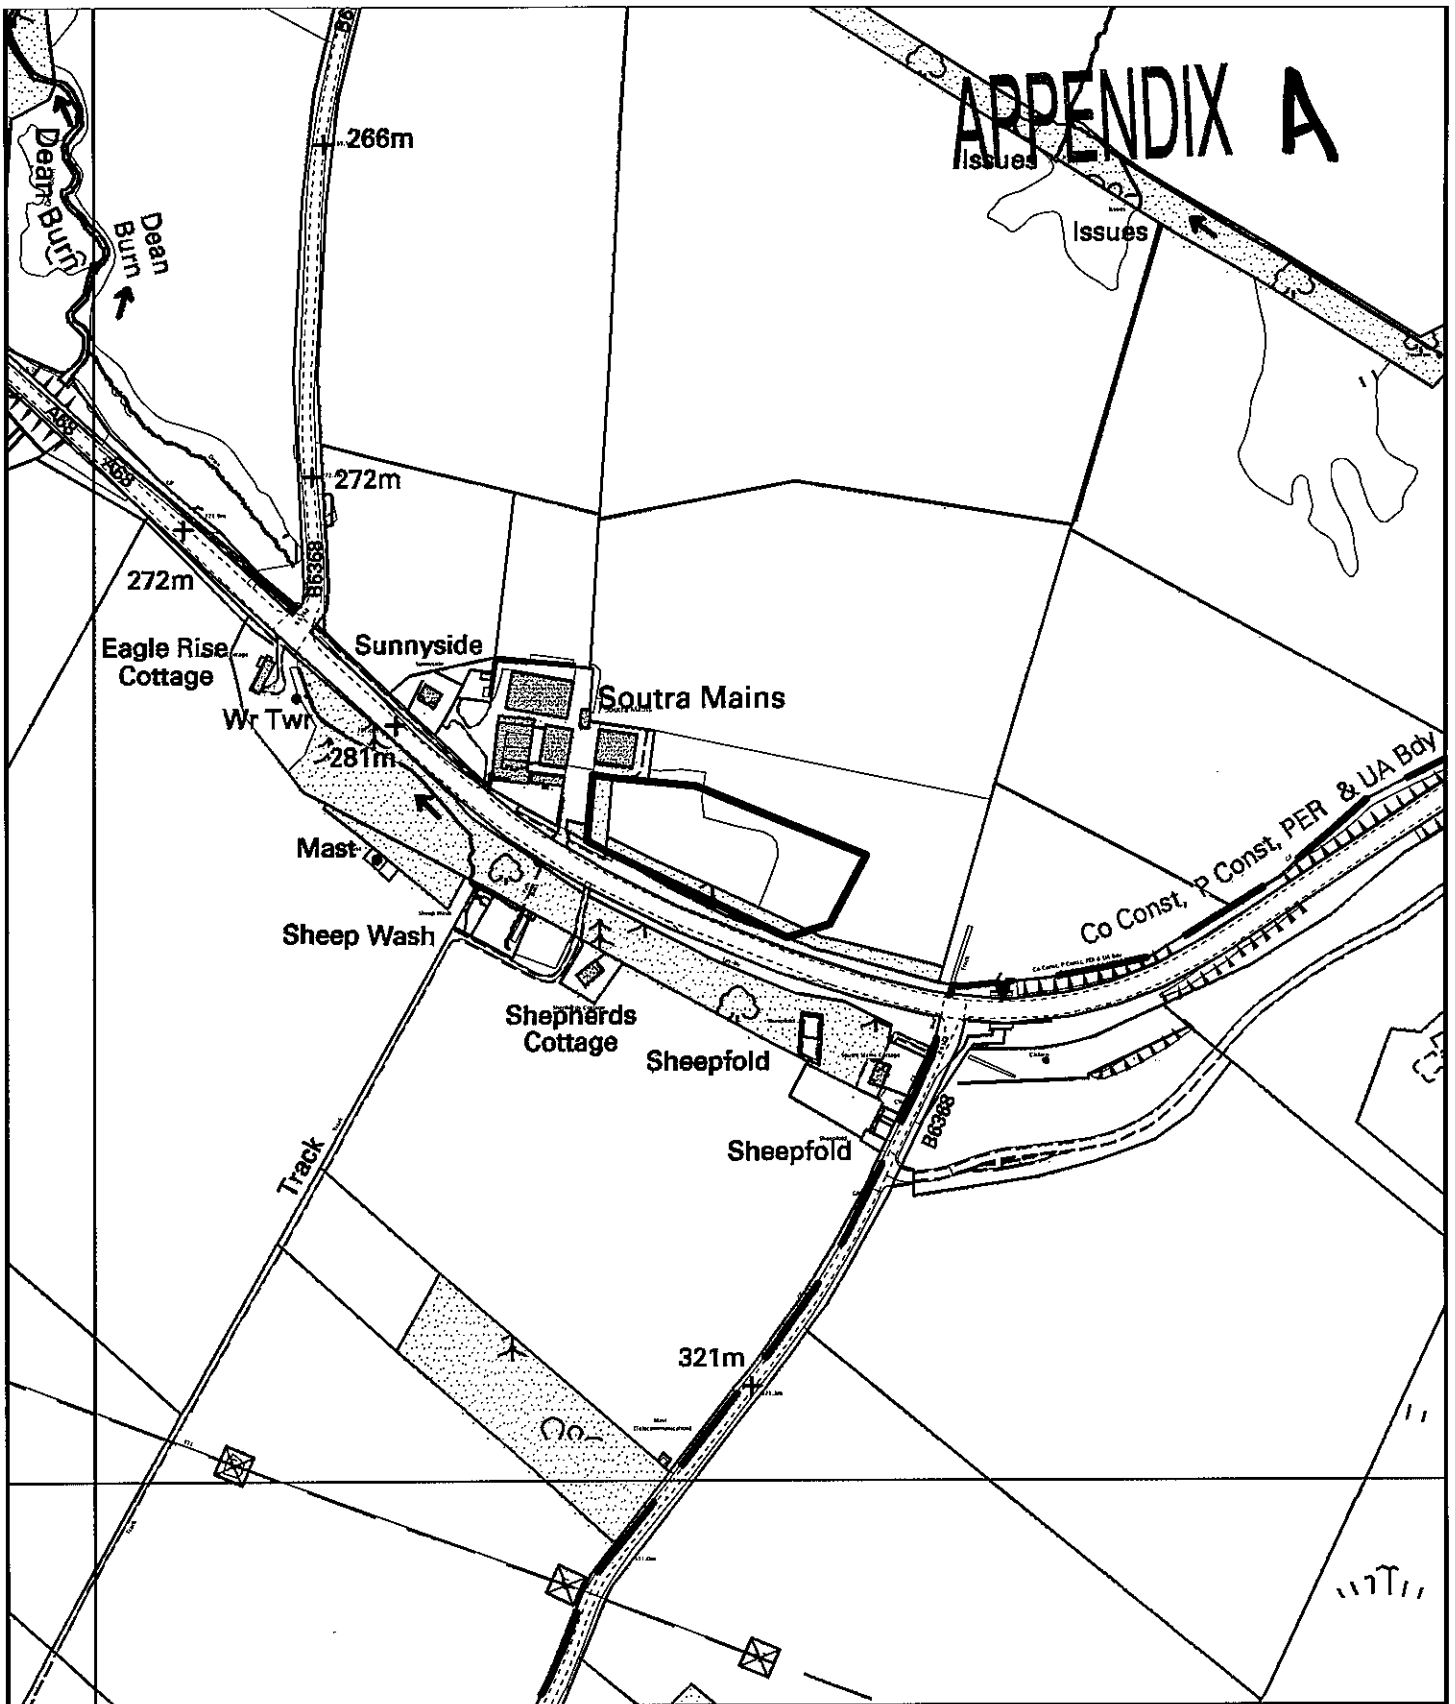 APPENDIX A
B6
266m
Issues
Issues
Dean Burn
Dean
Burn
A68
A68
272m
B6368
272m
Eagle Rise
Cottage
Sunnyside
Soutra Mains
Wr Twr
281m
Mast
Sheep Wash
Shepherds
Cottage
Sheepfold
Sheepfold
Co Const, P Const, PER & UA Bdy
B6368
Track
321m